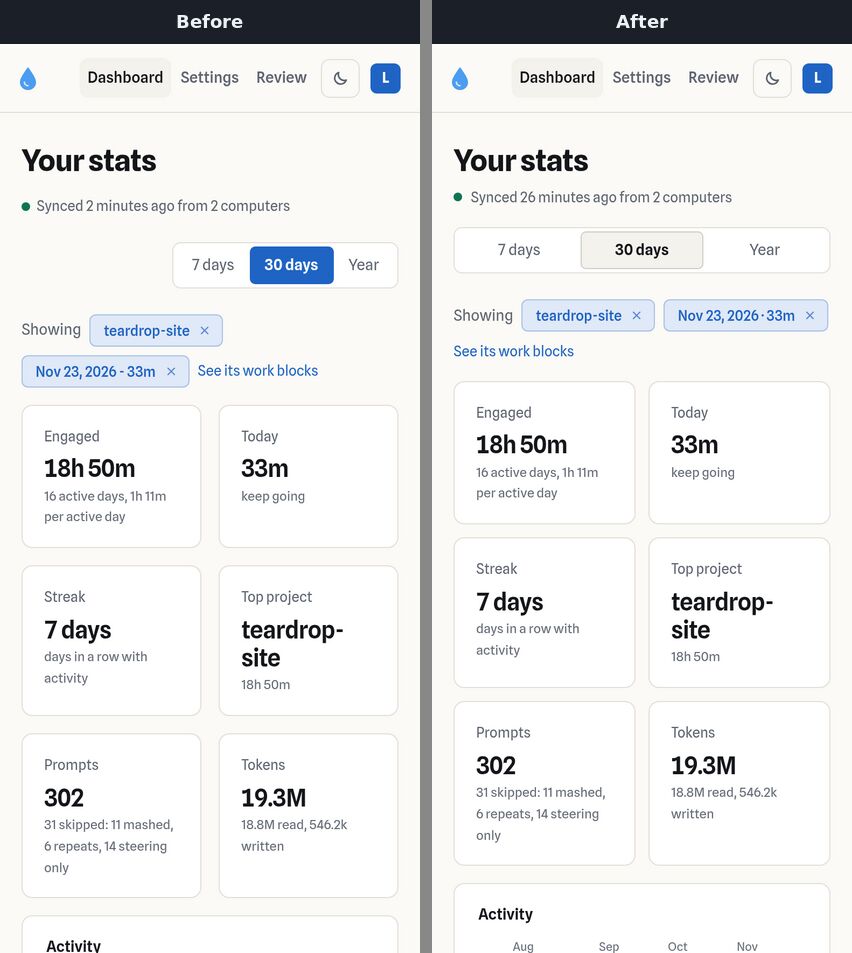 Before
Dashboard Settings Review L
Your stats
Synced 2 minutes ago from 2 computers
7 days 30 days Year
Showing teardrop-site ×
Nov 23, 2026 - 33m × See its work blocks
Engaged
18h 50m
16 active days, 1h 11m
per active day
Today
33m
keep going
Streak
7 days
days in a row with
activity
Top project
teardrop-
site
18h 50m
Prompts
302
31 skipped: 11 mashed,
6 repeats, 14 steering
only
Tokens
19.3M
18.8M read, 546.2k
written
Activity
After
Dashboard Settings Review L
Your stats
Synced 26 minutes ago from 2 computers
7 days 30 days Year
Showing teardrop-site × Nov 23, 2026 · 33m ×
See its work blocks
Engaged
18h 50m
16 active days, 1h 11m
per active day
Today
33m
keep going
Streak
7 days
days in a row with
activity
Top project
teardrop-
site
18h 50m
Prompts
302
31 skipped: 11 mashed,
6 repeats, 14 steering
only
Tokens
19.3M
18.8M read, 546.2k
written
Activity
Aug Sep Oct Nov